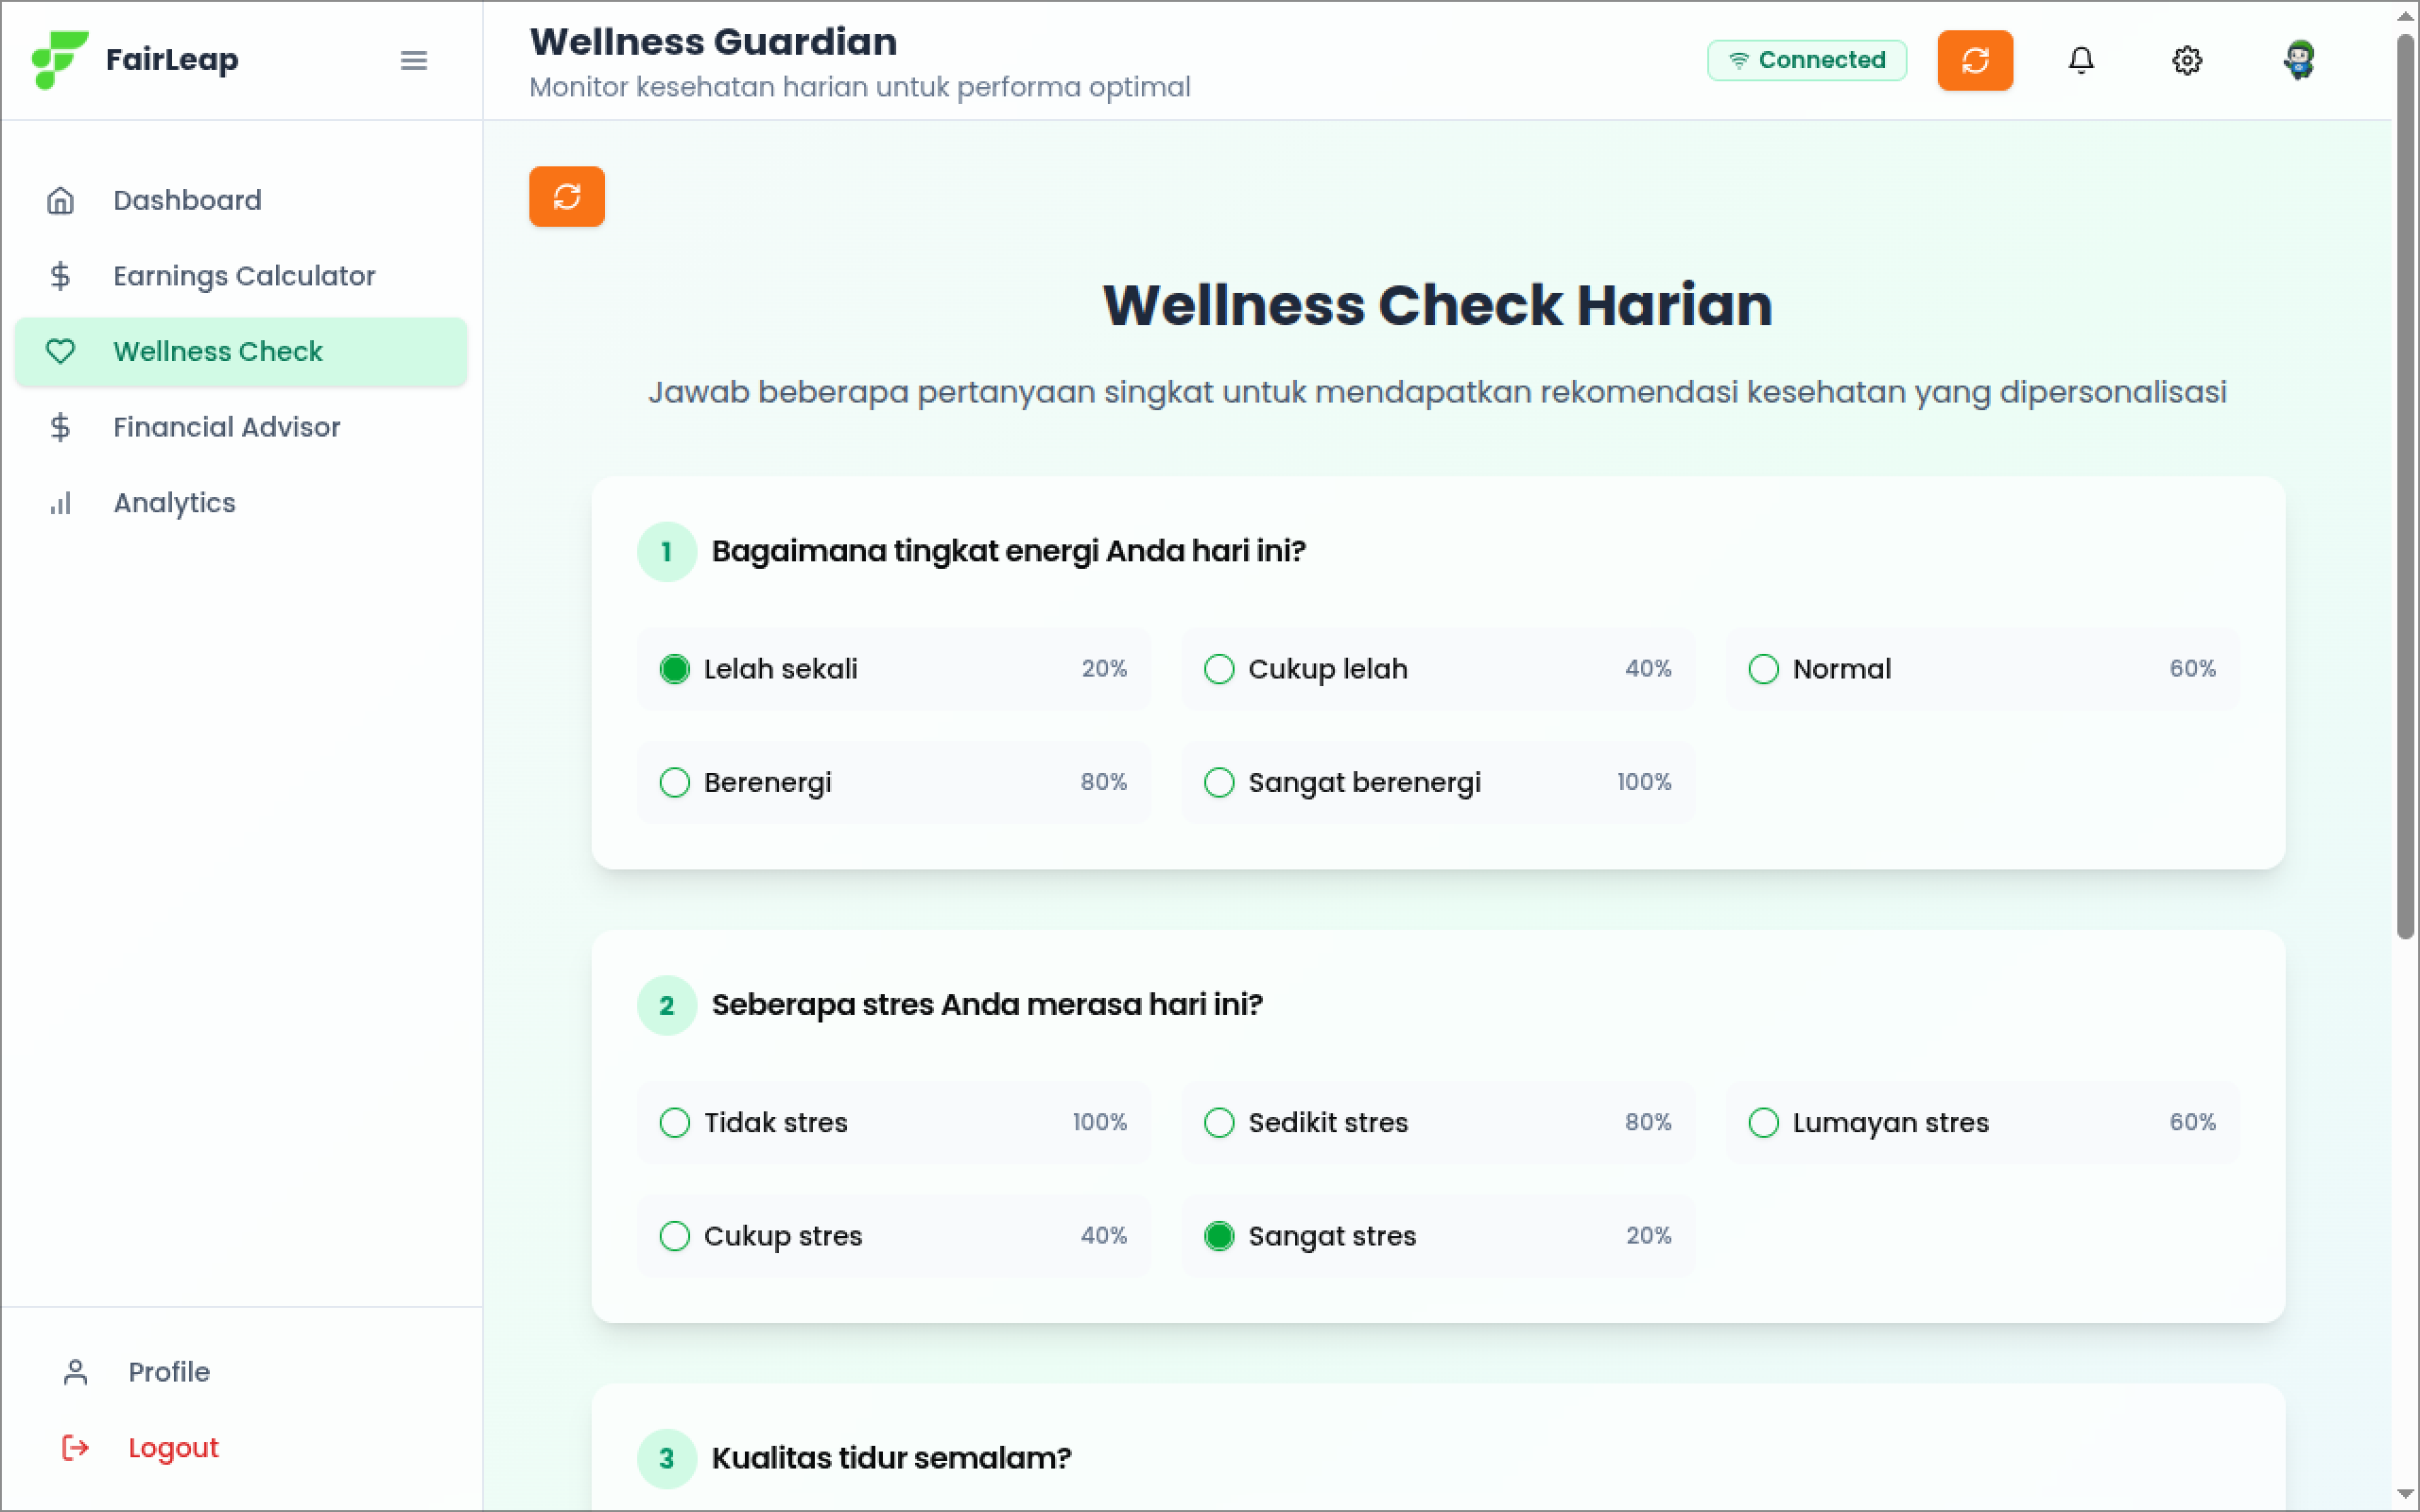 FairLeap
Wellness Guardian
Monitor kesehatan harian untuk performa optimal
Connected
Dashboard
Earnings Calculator
Wellness Check
Financial Advisor
Analytics
Profile
Logout
Wellness Check Harian
Jawab beberapa pertanyaan singkat untuk mendapatkan rekomendasi kesehatan yang dipersonalisasi
1 Bagaimana tingkat energi Anda hari ini?
Lelah sekali 20% Cukup lelah 40% Normal 60%
Berenergi 80% Sangat berenergi 100%
2 Seberapa stres Anda merasa hari ini?
Tidak stres 100% Sedikit stres 80% Lumayan stres 60%
Cukup stres 40% Sangat stres 20%
3 Kualitas tidur semalam?